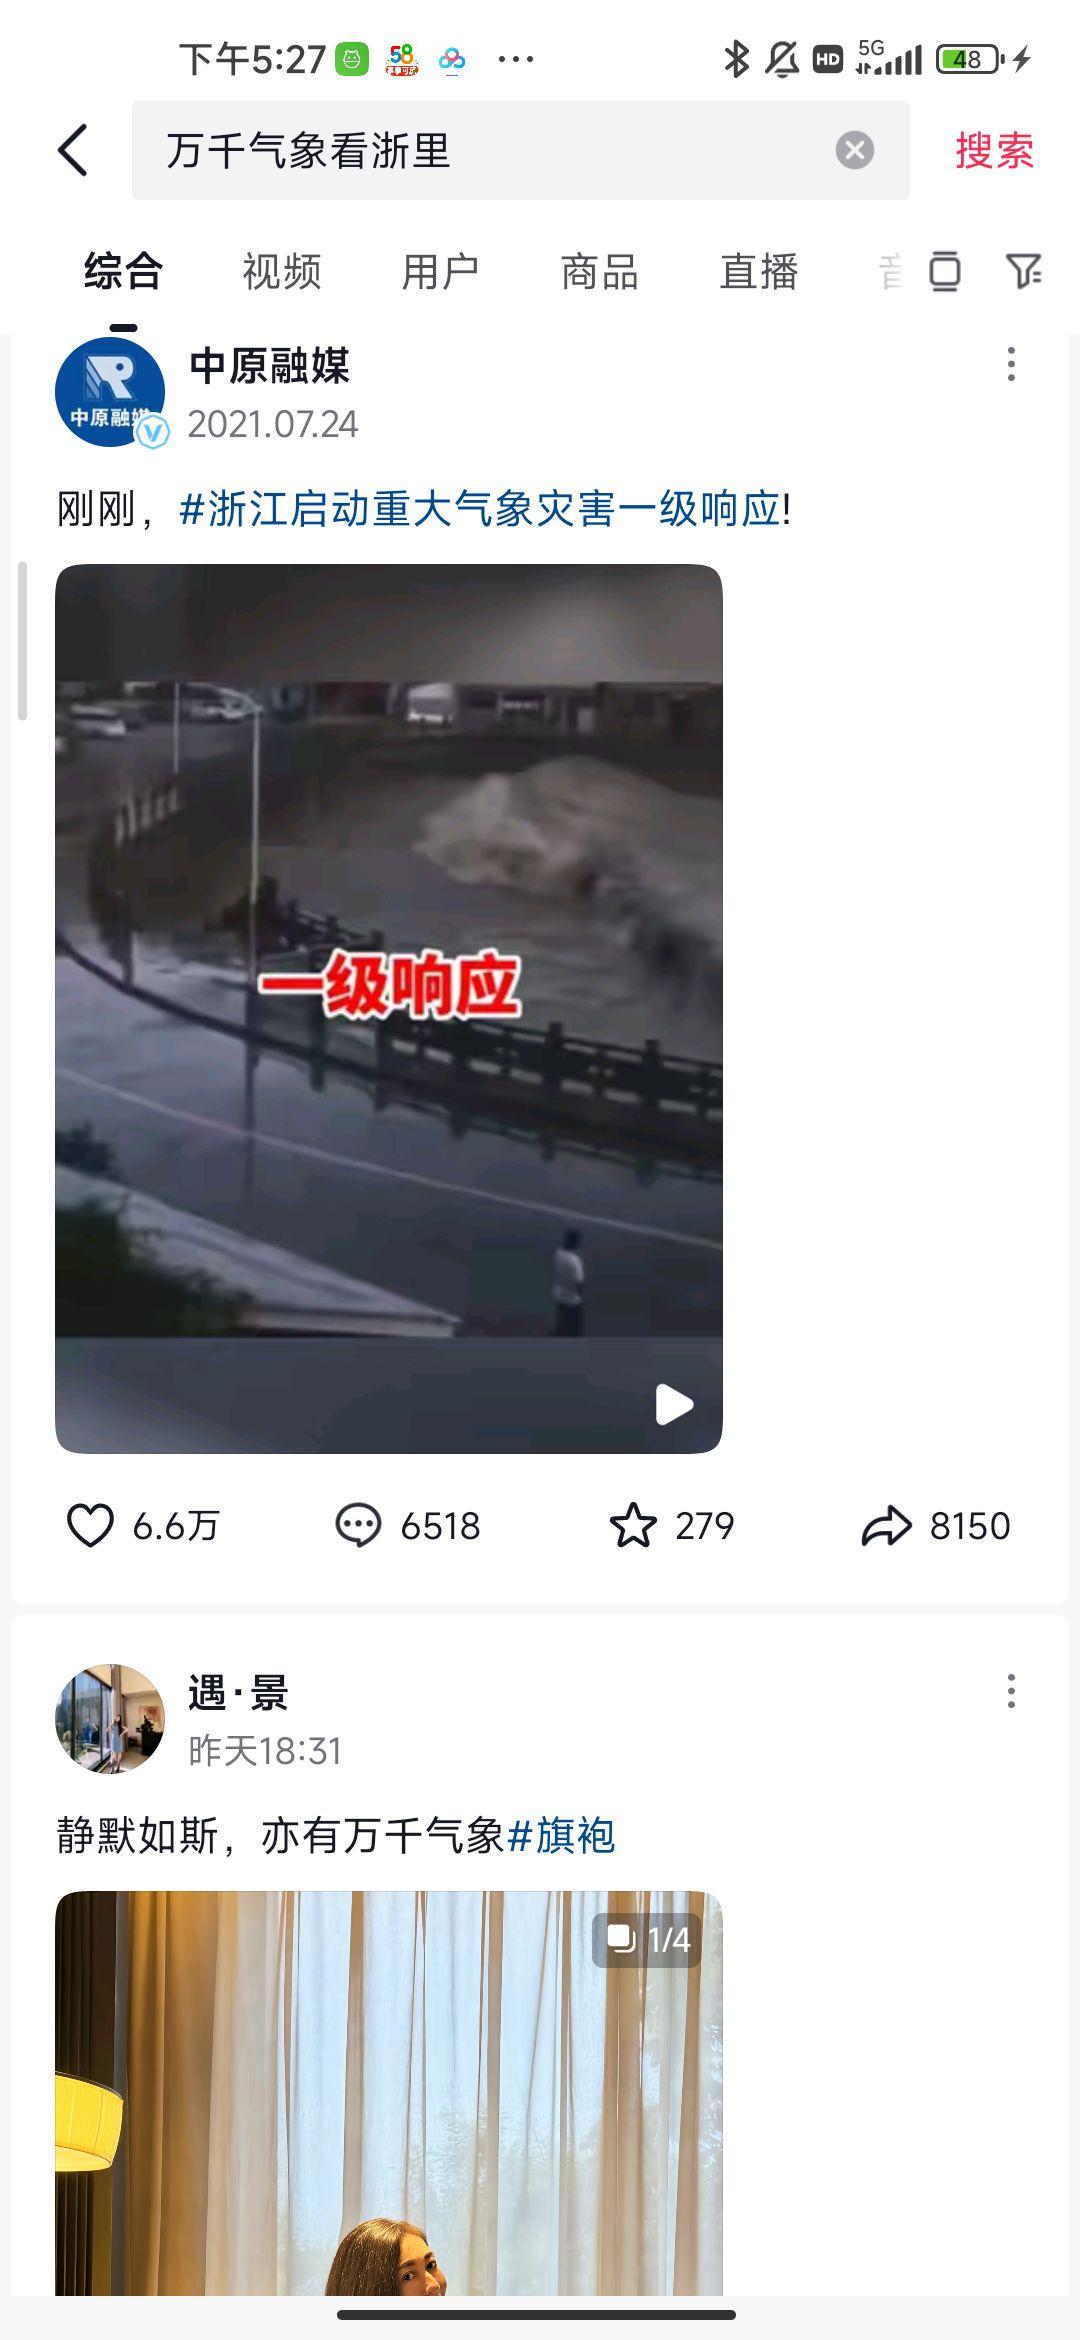 下午5:27 58 ... HD 5G 48
万千气象看浙里 搜索
综合 视频 用户 商品 直播
中原融媒
中原融媒
2021.07.24
刚刚，#浙江启动重大气象灾害一级响应!
一级响应
6.6万 6518 279 8150
遇·景
昨天18:31
静默如斯，亦有万千气象#旗袍
1/4